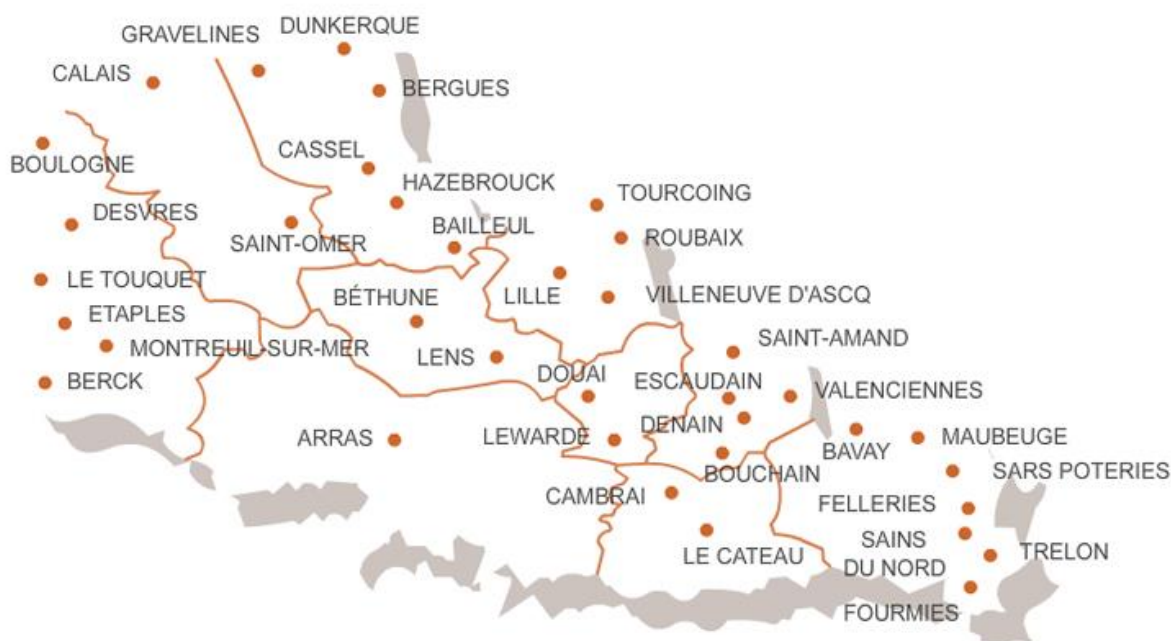 DUNKERQUE
GRAVELINES
CALAIS
BERGUES
CASSEL
BOULOGNE
HAZEBROUCK
TOURCOING
DESVRES
BAILLEUL
SAINT-OMER
ROUBAIX
LE TOUQUET
BÉTHUNE
LILLE
VILLENEUVE D'ASCQ
ETAPLES
MONTREUIL-SUR-MER
LENS
SAINT-AMAND
BERCK
DOUAI
ESCAUDAIN
VALENCIENNES
ARRAS
LEWARDE
DENAIN
BAVAY
MAUBEUGE
BOUCHAIN
SARS POTERIES
CAMBRAI
FELLERIES
LE CATEAU
SAINS
DU NORD
TRELON
FOURMIES